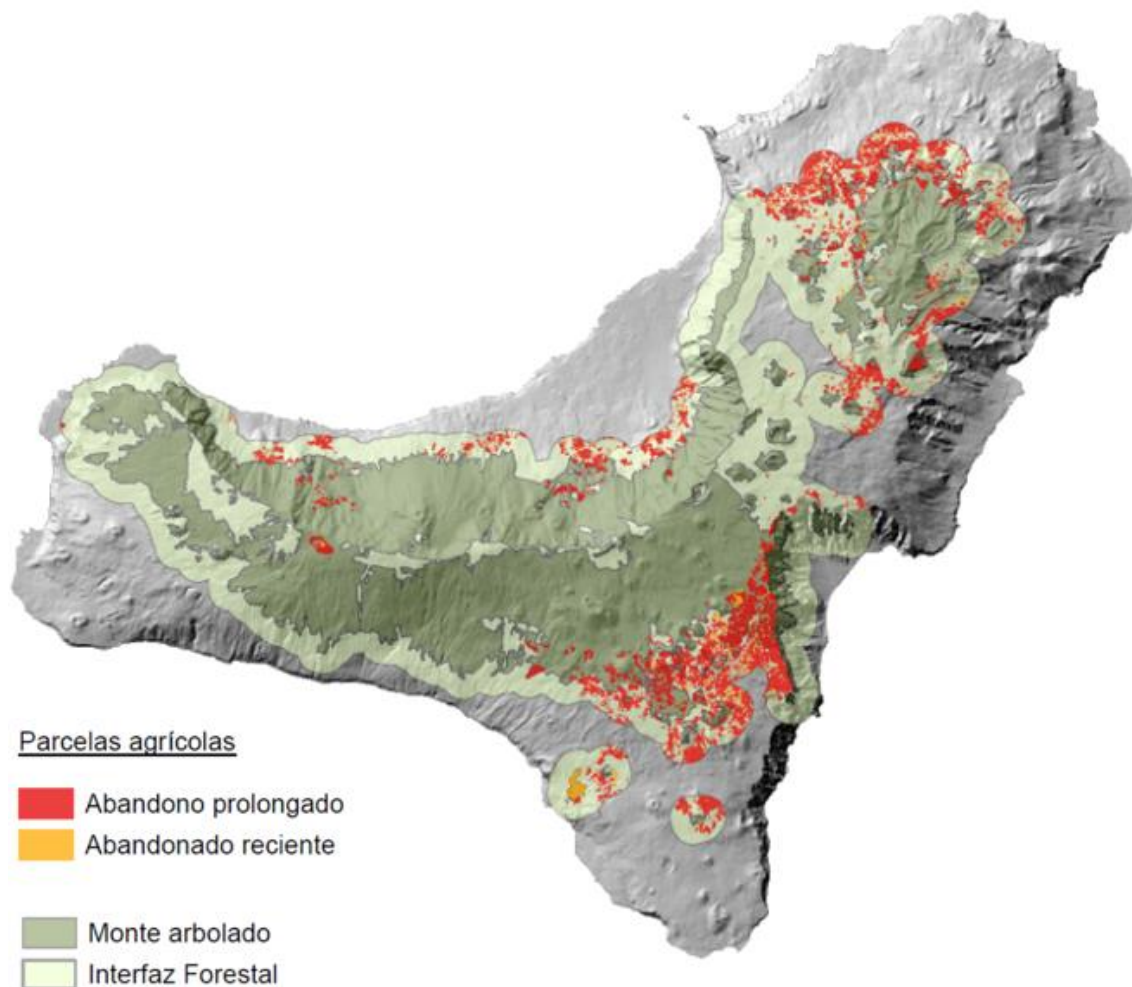 Parcelas agrícolas
Abandono prolongado
Abandonado reciente
Monte arbolado
Interfaz Forestal